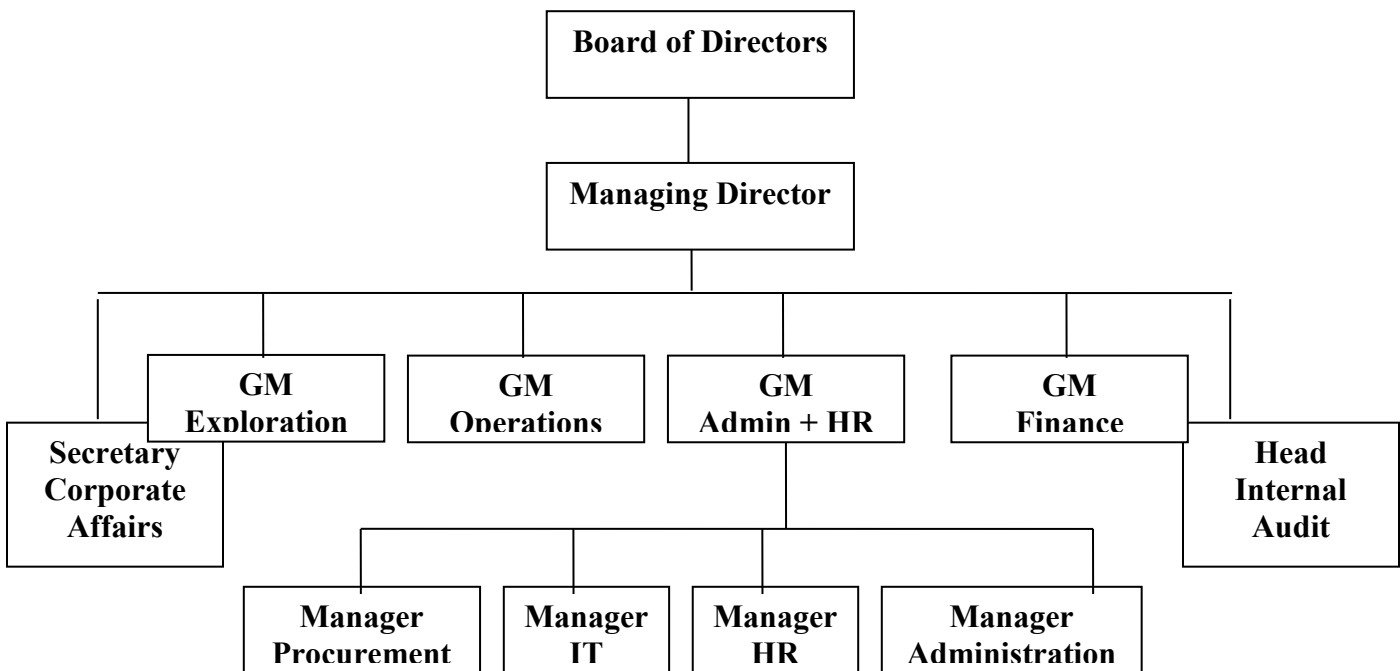 Board of Directors
Managing Director
GM
Exploration
GM
Operations
GM
Admin + HR
GM
Finance
Secretary
Corporate
Affairs
Head
Internal
Audit
Manager
Procurement
Manager
IT
Manager
HR
Manager
Administration